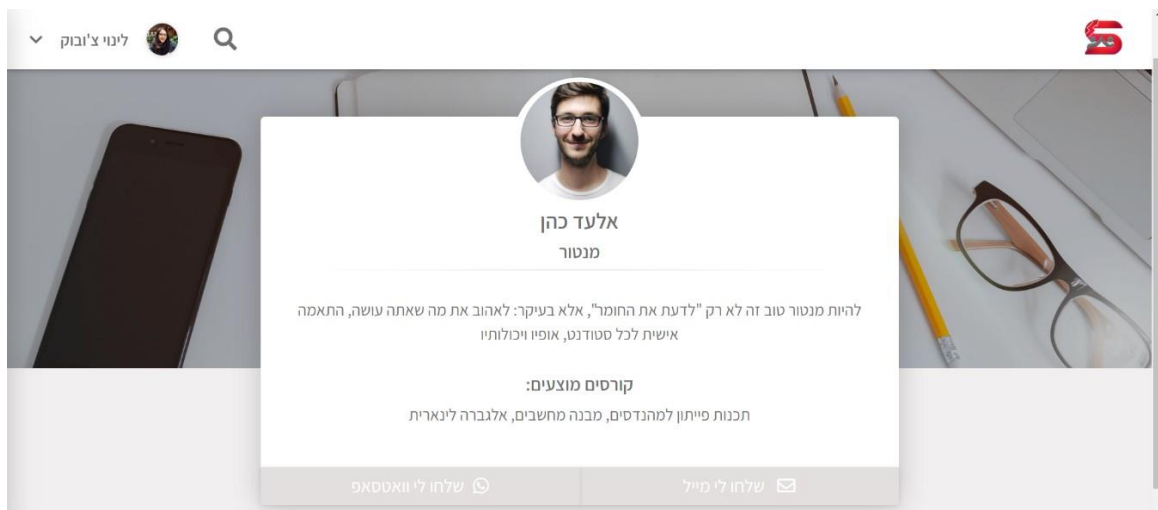 לינוי צ'ובוק
אלעד כהן
מנטור
להיות מנטור טוב זה לא רק "לדעת את החומר", אלא בעיקר: לאהוב את מה שאתה עושה, התאמה
אישית לכל סטודנט, אופיו ויכולותיו
קורסים מוצעים:
תכנות פייתון למהנדסים, מבנה מחשבים, אלגברה לינארית
שלחו לי מייל
שלחו לי וואטסאפ